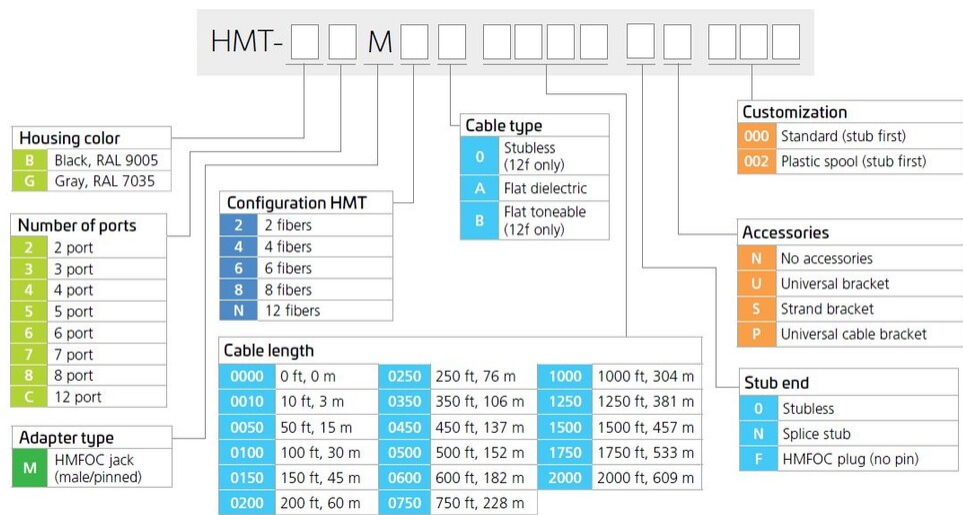 HMT- M
Housing color
B Black, RAL 9005
G Gray, RAL 7035
Number of ports
2 2 port
3 3 port
4 4 port
5 5 port
6 6 port
7 7 port
8 8 port
C 12 port
Adapter type
M HMFOC jack
(male/pinned)
Configuration HMT
2 2 fibers
4 4 fibers
6 6 fibers
8 8 fibers
N 12 fibers
Cable type
0 Stubless
(12f only)
A Flat dielectric
B Flat toneable
(12f only)
Cable length
0000 0 ft, 0 m 0250 250 ft, 76 m 1000 1000 ft, 304 m
0010 10 ft, 3 m 0350 350 ft, 106 m 1250 1250 ft, 381 m
0050 50 ft, 15 m 0450 450 ft, 137 m 1500 1500 ft, 457 m
0100 100 ft, 30 m 0500 500 ft, 152 m 1750 1750 ft, 533 m
0150 150 ft, 45 m 0600 600 ft, 182 m 2000 2000 ft, 609 m
0200 200 ft, 60 m 0750 750 ft, 228 m
Customization
000 Standard (stub first)
002 Plastic spool (stub first)
Accessories
N No accessories
U Universal bracket
S Strand bracket
P Universal cable bracket
Stub end
0 Stubless
N Splice stub
F HMFOC plug (no pin)